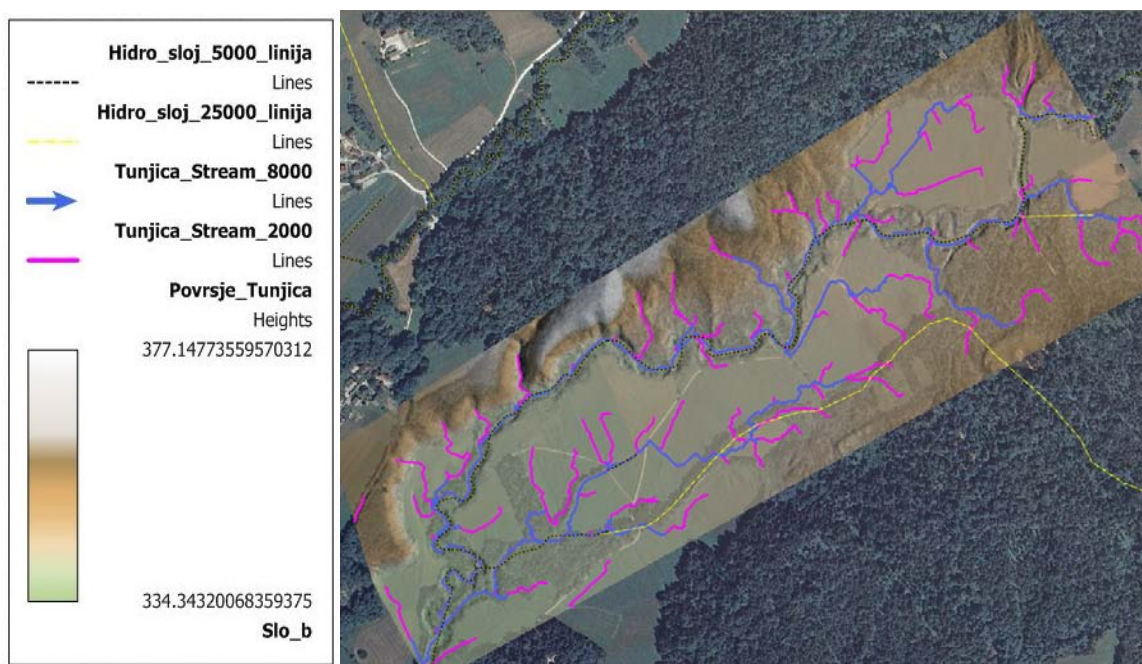 Hidro_sloj_5000_linija
Lines
Hidro_sloj_25000_linija
Lines
Tunjica_Stream_8000
Lines
Tunjica_Stream_2000
Lines
Povrsje_Tunjica
Heights
377.14773559570312
334.34320068359375
Slo_b